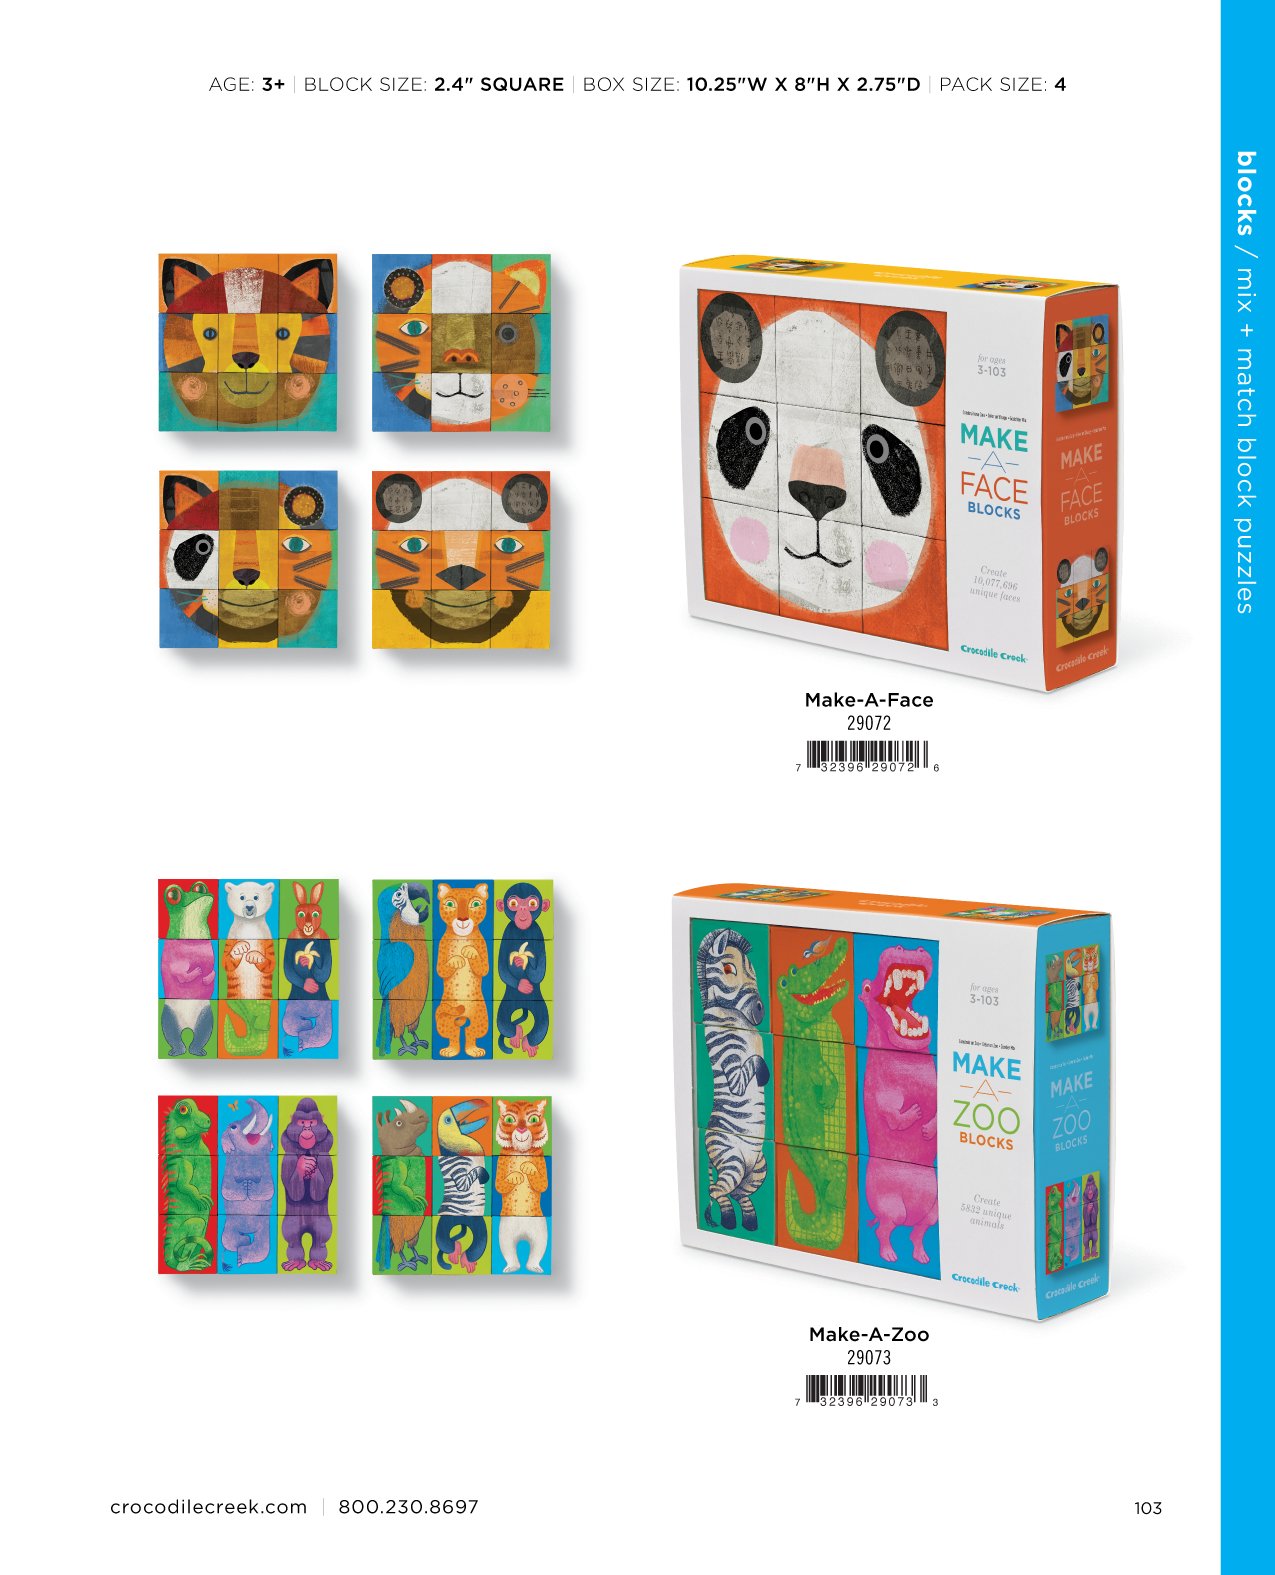 AGE: 3+ | BLOCK SIZE: 2.4" SQUARE | BOX SIZE: 10.25"W X 8"H X 2.75"D | PACK SIZE: 4
blocks / mix + match block puzzles
for ages
3-103
MAKE
-A-
FACE
BLOCKS
Create
10,077,696
unique faces
Crocodile Creek
MAKE
-A-
FACE
BLOCKS
Crocodile Creek
Make-A-Face
29072
7 32396 29072 6
for ages
3-103
MAKE
-A-
ZOO
BLOCKS
Create
5832 unique
animals
Crocodile Creek
MAKE
-A-
ZOO
BLOCKS
Crocodile Creek
Make-A-Zoo
29073
7 32396 29073 3
crocodilecreek.com | 800.230.8697
103